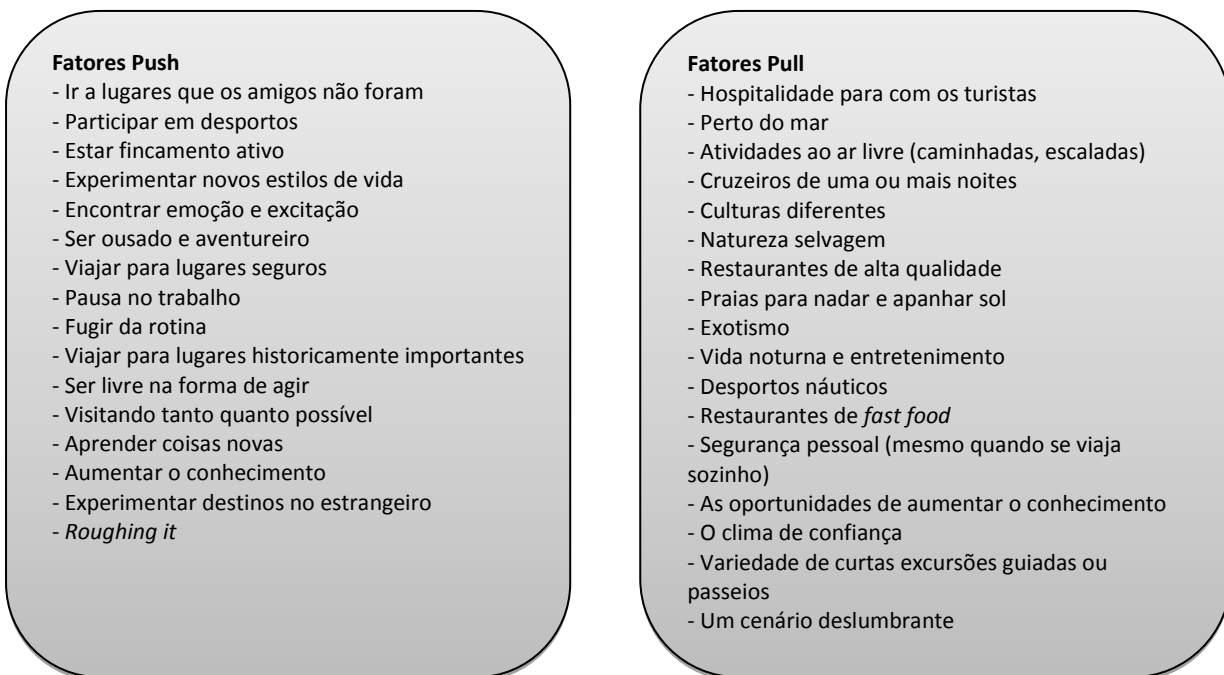 Fatores Push
- Ir a lugares que os amigos não foram
- Participar em desportos
- Estar fincamento ativo
- Experimentar novos estilos de vida
- Encontrar emoção e excitação
- Ser ousado e aventureiro
- Viajar para lugares seguros
- Pausa no trabalho
- Fugir da rotina
- Viajar para lugares historicamente importantes
- Ser livre na forma de agir
- Visitando tanto quanto possível
- Aprender coisas novas
- Aumentar o conhecimento
- Experimentar destinos no estrangeiro
- Roughing it
Fatores Pull
- Hospitalidade para com os turistas
- Perto do mar
- Atividades ao ar livre (caminhadas, escaladas)
- Cruzeiros de uma ou mais noites
- Culturas diferentes
- Natureza selvagem
- Restaurantes de alta qualidade
- Praias para nadar e apanhar sol
- Exotismo
- Vida noturna e entretenimento
- Desportos náuticos
- Restaurantes de fast food
- Segurança pessoal (mesmo quando se viaja
sozinho)
- As oportunidades de aumentar o conhecimento
- O clima de confiança
- Variedade de curtas excursões guiadas ou
passeios
- Um cenário deslumbrante